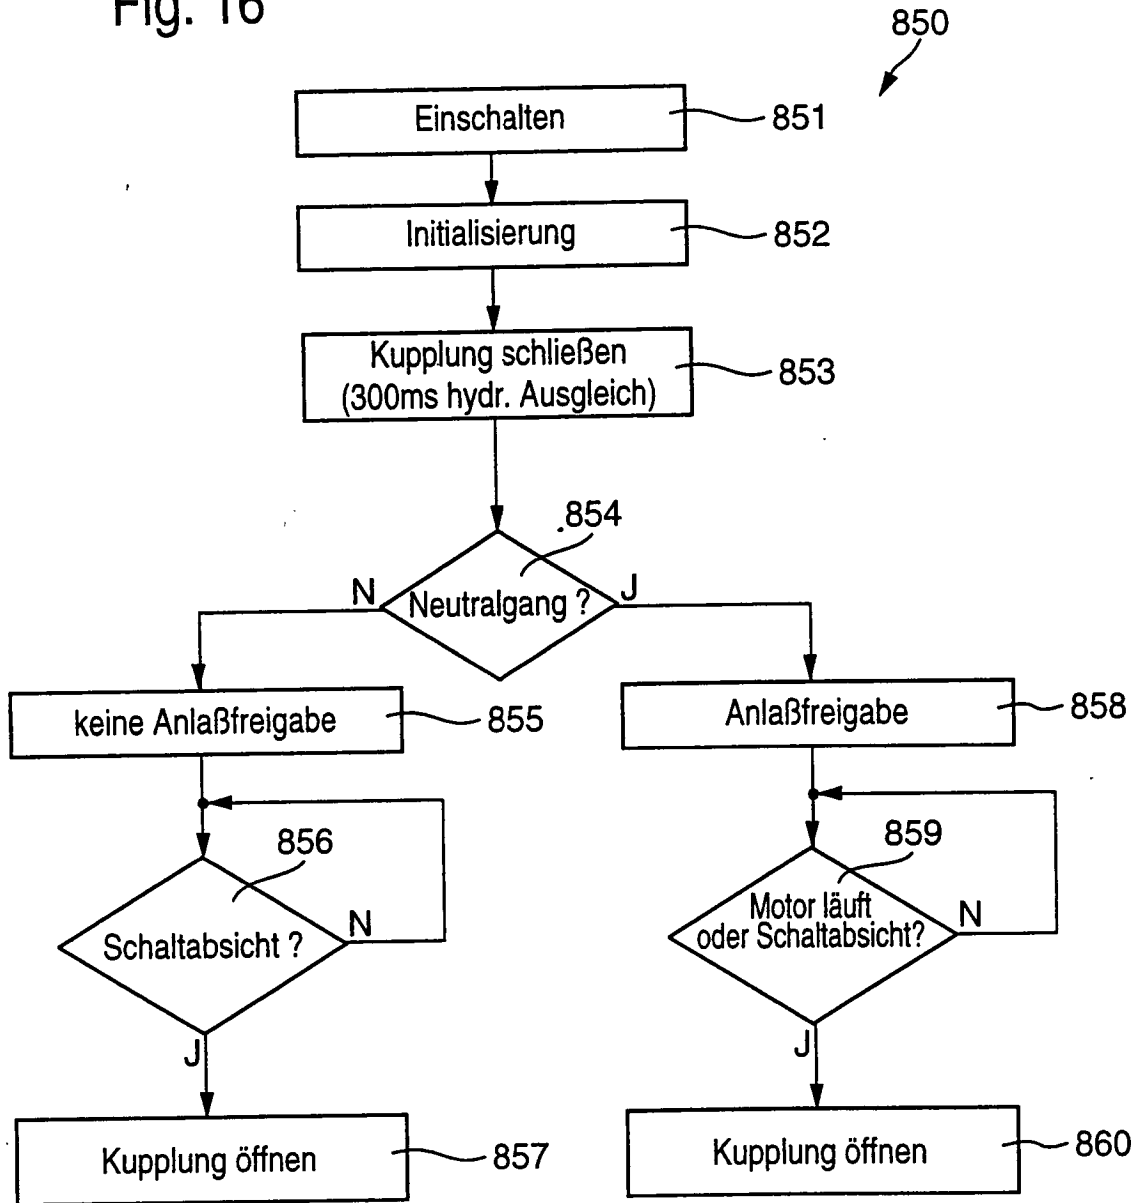 Fig. 16
850
Einschalten
851
Initialisierung
852
Kupplung schließen
(300ms hydr. Ausgleich)
853
854
N
Neutralgang ?
J
keine Anlaßfreigabe
855
Anlaßfreigabe
858
856
Schaltabsicht ?
N
J
859
Motor läuft
oder Schaltabsicht?
N
J
Kupplung öffnen
857
Kupplung öffnen
860